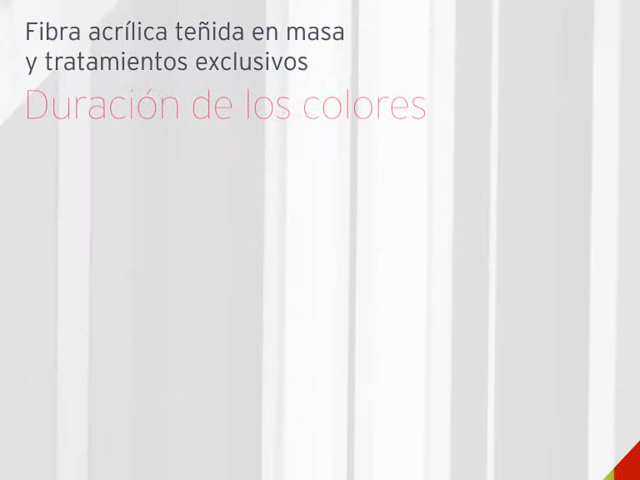 Fibra acrílica teñida en masa
y tratamientos exclusivos
Duración de los colores